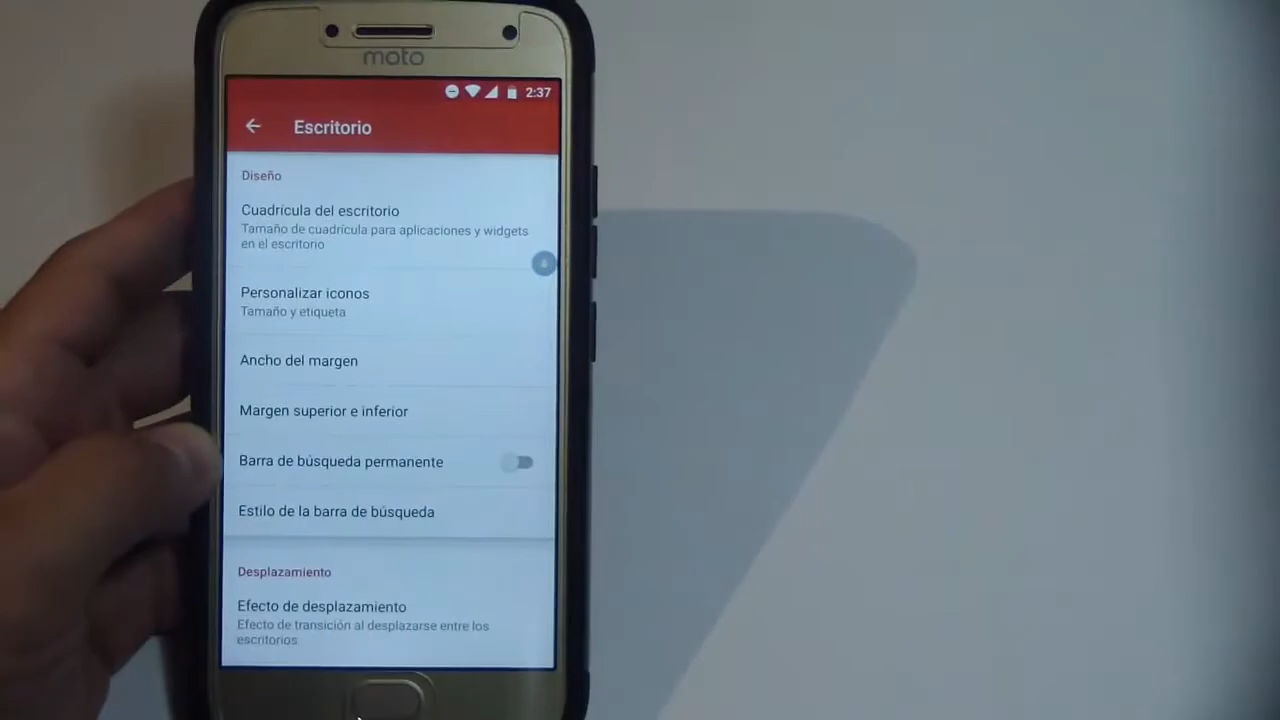 moto
2:37
Escritorio
Diseño
Cuadrícula del escritorio
Tamaño de cuadrícula para aplicaciones y widgets
en el escritorio
Personalizar iconos
Tamaño y etiqueta
Ancho del margen
Margen superior e inferior
Barra de búsqueda permanente
Estilo de la barra de búsqueda
Desplazamiento
Efecto de desplazamiento
Efecto de transición al desplazarse entre los
escritorios